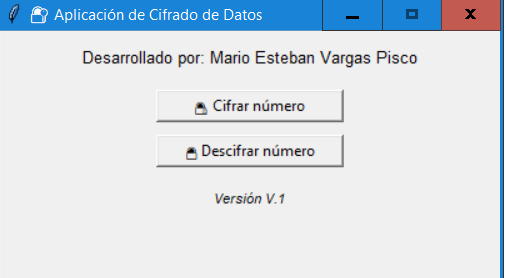 Aplicación de Cifrado de Datos
Desarrollado por: Mario Esteban Vargas Pisco
Cifrar número
Descifrar número
Versión V.1